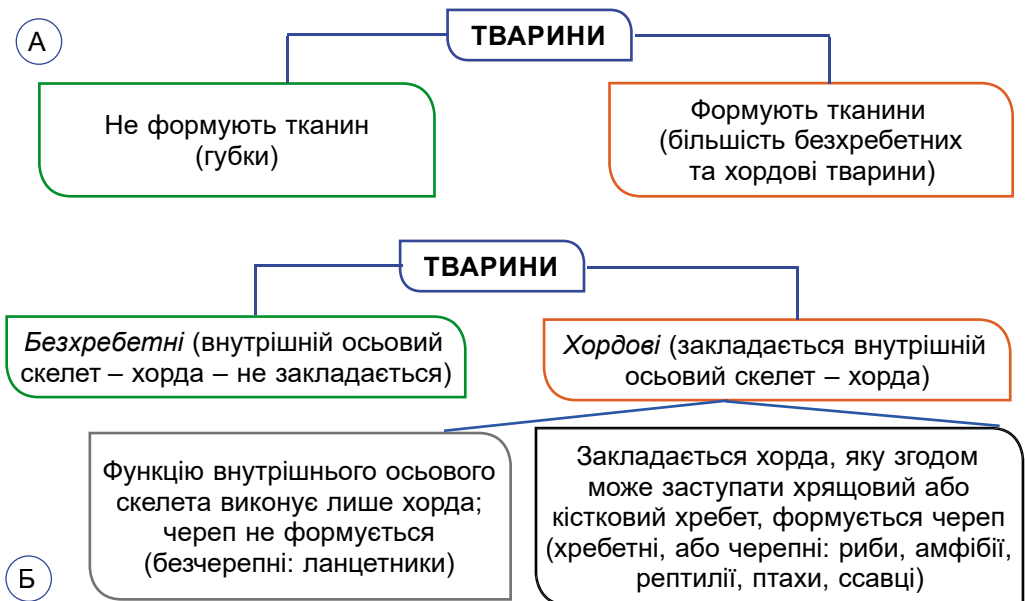 А
ТВАРИНИ
Не формують тканин
(губки)
Формують тканини
(більшість безхребетних
та хордові тварини)
ТВАРИНИ
Безхребетні (внутрішній осьовий
скелет – хорда – не закладається)
Хордові (закладається внутрішній
осьовий скелет – хорда)
Функцію внутрішнього осьового
скелета виконує лише хорда;
череп не формується
(безчерепні: ланцетники)
Закладається хорда, яку згодом
може заступати хрящовий або
кістковий хребет, формується череп
(хребетні, або черепні: риби, амфібії,
рептилії, птахи, ссавці)
Б